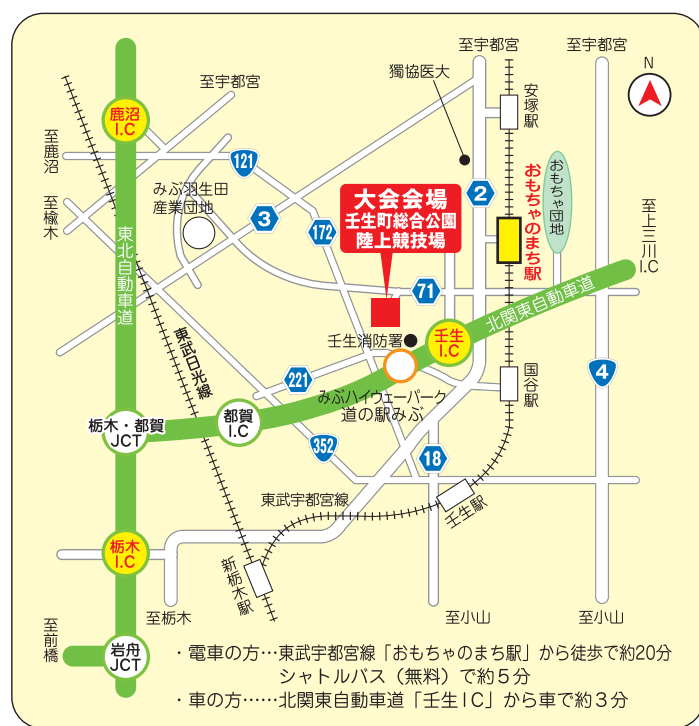 至宇都宮
至宇都宮
至宇都宮
獨協医大
N
安塚駅
鹿沼
I.C
至鹿沼
121
みぶ羽生田
産業団地
至楡木
3
172
2
大会会場
壬生町総合公園
陸上競技場
おもちゃのまち駅
おもちゃ団地
至上三川I.C
東北自動車道
71
北関東自動車道
壬生消防署
壬生
I.C
東武日光線
221
みぶハイウェーパーク
道の駅みぶ
国谷駅
4
栃木・都賀
JCT
都賀
I.C
352
18
東武宇都宮線
壬生駅
栃木
I.C
新栃木駅
至栃木
至小山
至小山
至前橋
岩舟
JCT
・電車の方…東武宇都宮線「おもちゃのまち駅」から徒歩で約20分
シャトルバス（無料）で約５分
・車の方……北関東自動車道「壬生IC」から車で約３分